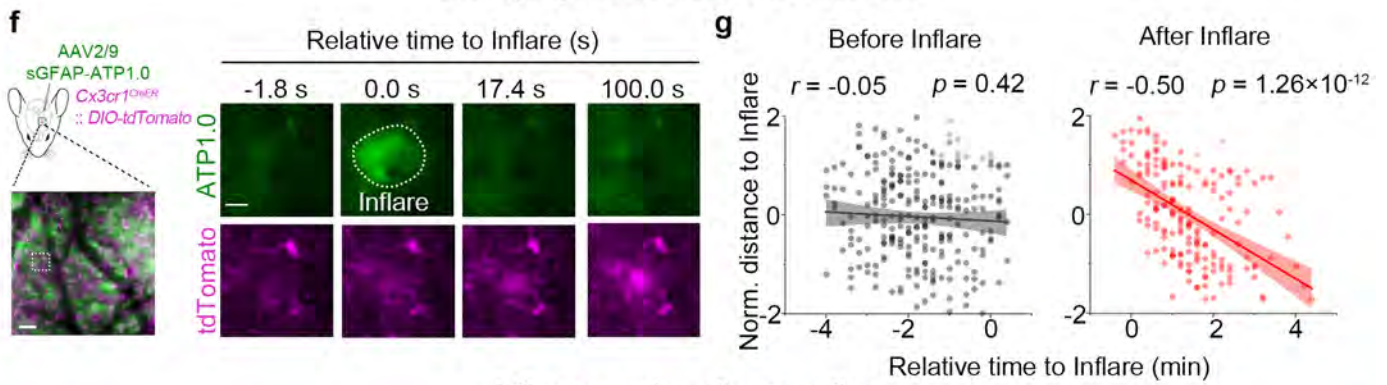 f
AAV2/9
sGFAP-ATP1.0
Cx3cr1CreER
:: DIO-tdTomato
Relative time to Inflare (s)
-1.8 s 0.0 s 17.4 s 100.0 s
ATP1.0
Inflare
tdTomato
g
Before Inflare After Inflare
r = -0.05 p = 0.42 r = -0.50 p = 1.26×10-12
Norm. distance to Inflare
2 2
0 0
-2 -2
-4 -2 0 0 2 4
Relative time to Inflare (min)